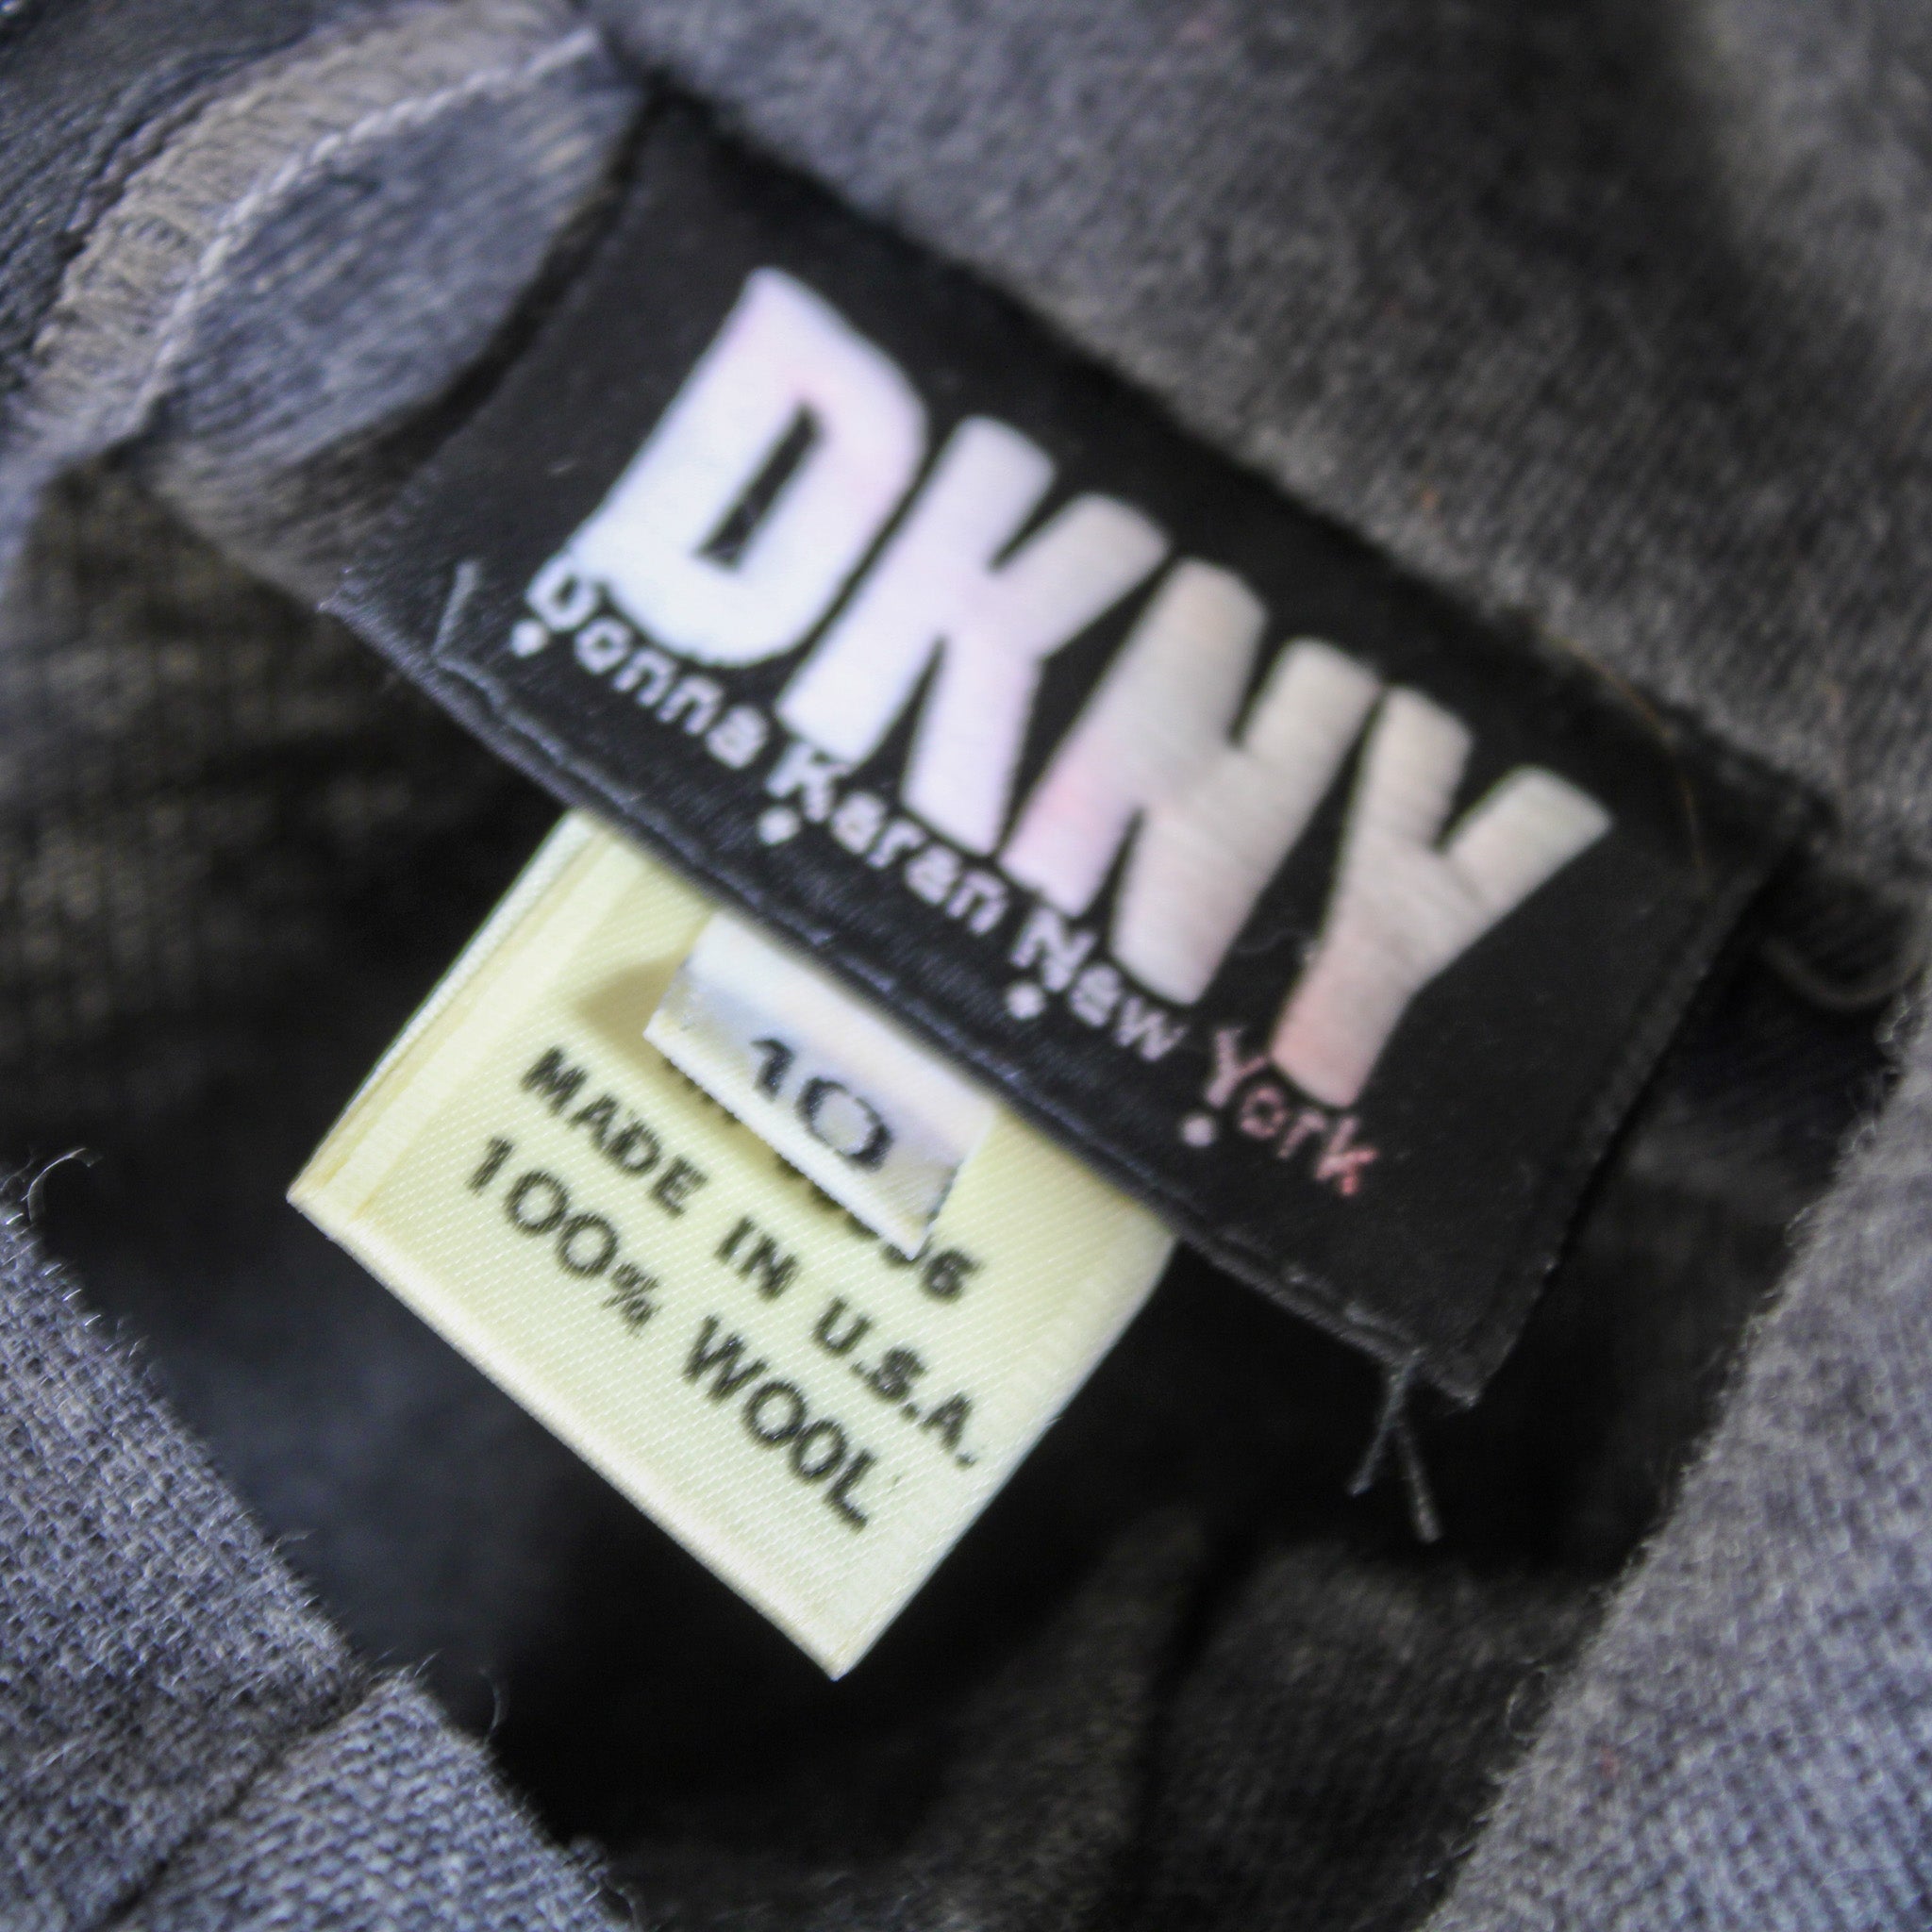 DKNY
Donna Karan New York
10
MADE IN U.S.A.
100% WOOL